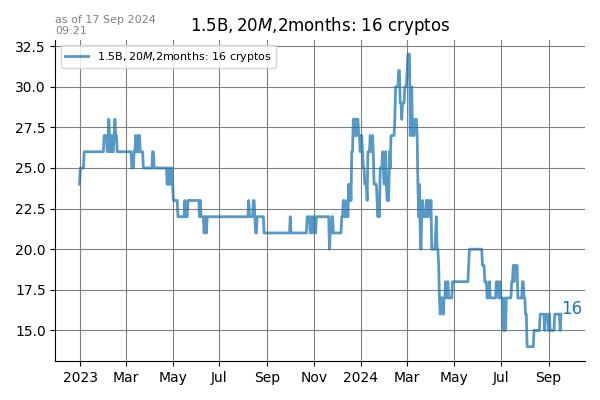 as of 17 Sep 2024
09:21
1.5B, 20M,2months: 16 cryptos
1.5B, 20M,2months: 16 cryptos
32.5
30.0
27.5
25.0
22.5
20.0
17.5
15.0
16
2023 Mar May Jul Sep Nov 2024 Mar May Jul Sep